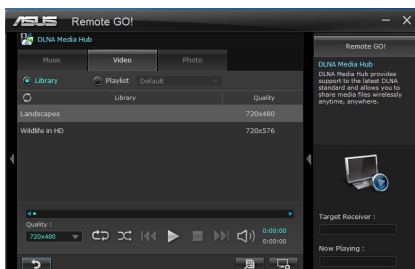 ASUS Remote GO!
DLNA Media Hub
Music Video Photo
Library Playlist Default
Library Quality
Landscapes 720x480
Wildlife in HD 720x576
Quality :
720x480
0:00:00
0:00:00
Remote GO!
DLNA Media Hub
DLNA Media Hub provides
support to the latest DLNA
standard and allows you to
share media files wirelessly
anytime, anywhere.
Target Receiver :
Now Playing :